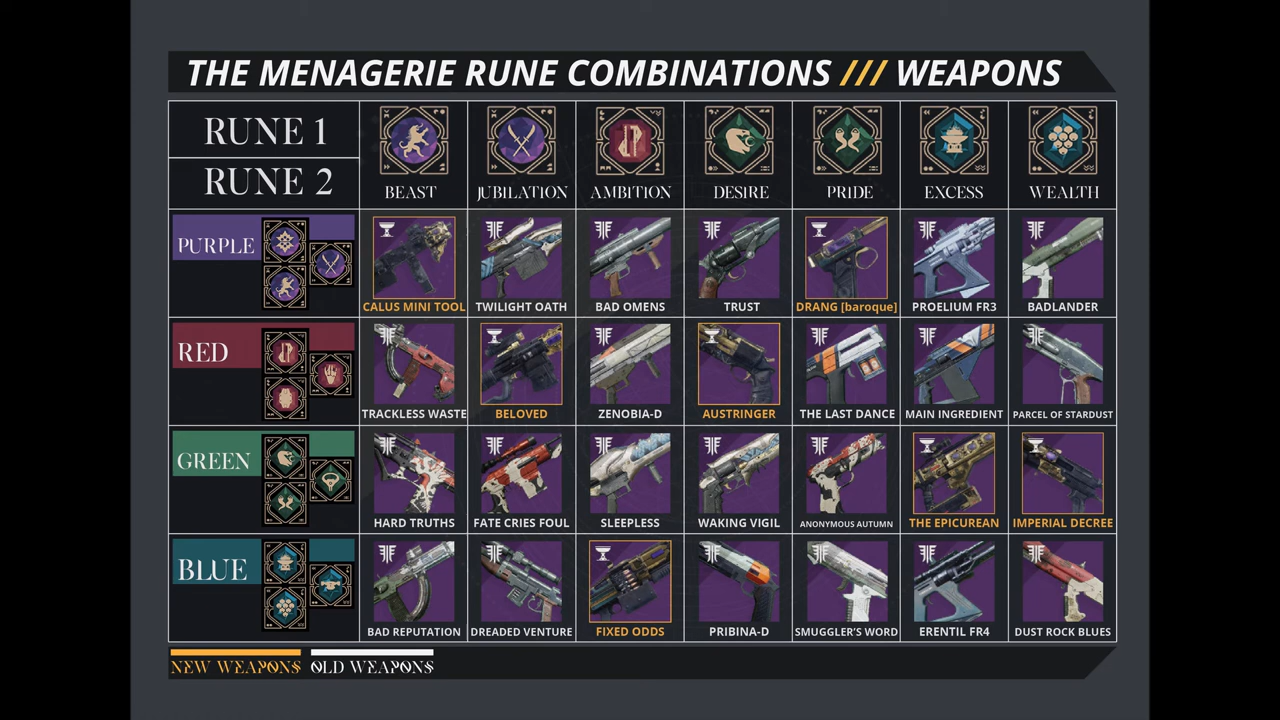 THE MENAGERIE RUNE COMBINATIONS /// WEAPONS
RUNE 1
RUNE 2
BEAST JUBILATION AMBITION DESIRE PRIDE EXCESS WEALTH
PURPLE
CALUS MINI TOOL TWILIGHT OATH BAD OMENS TRUST DRANG [baroque] PROELIUM FR3 BADLANDER
RED
TRACKLESS WASTE BELOVED ZENOBIA-D AUSTRINGER THE LAST DANCE MAIN INGREDIENT PARCEL OF STARDUST
GREEN
HARD TRUTHS FATE CRIES FOUL SLEEPLESS WAKING VIGIL ANONYMOUS AUTUMN THE EPICUREAN IMPERIAL DECREE
BLUE
BAD REPUTATION DREADED VENTURE FIXED ODDS PRIBINA-D SMUGGLER'S WORD ERENTIL FR4 DUST ROCK BLUES
NEW WEAPONS OLD WEAPONS